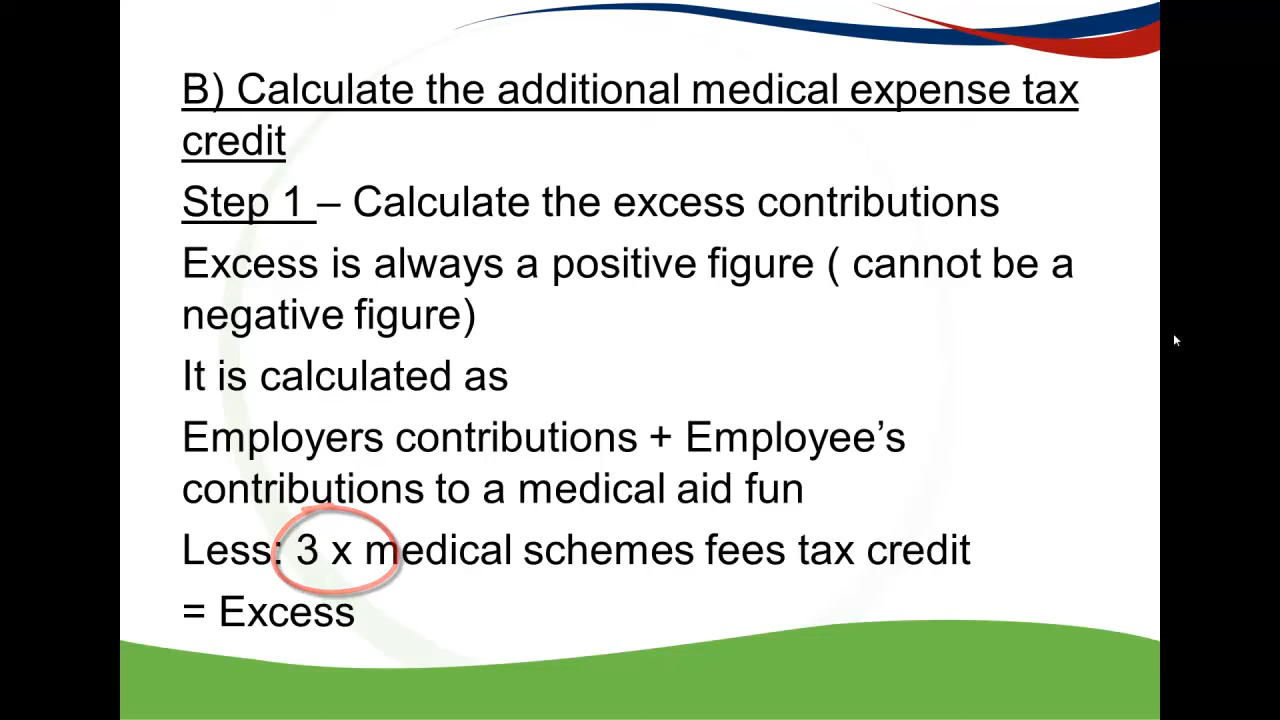 B) Calculate the additional medical expense tax
credit
Step 1 – Calculate the excess contributions
Excess is always a positive figure ( cannot be a
negative figure)
It is calculated as
Employers contributions + Employee’s
contributions to a medical aid fun
Less: 3 x medical schemes fees tax credit
= Excess